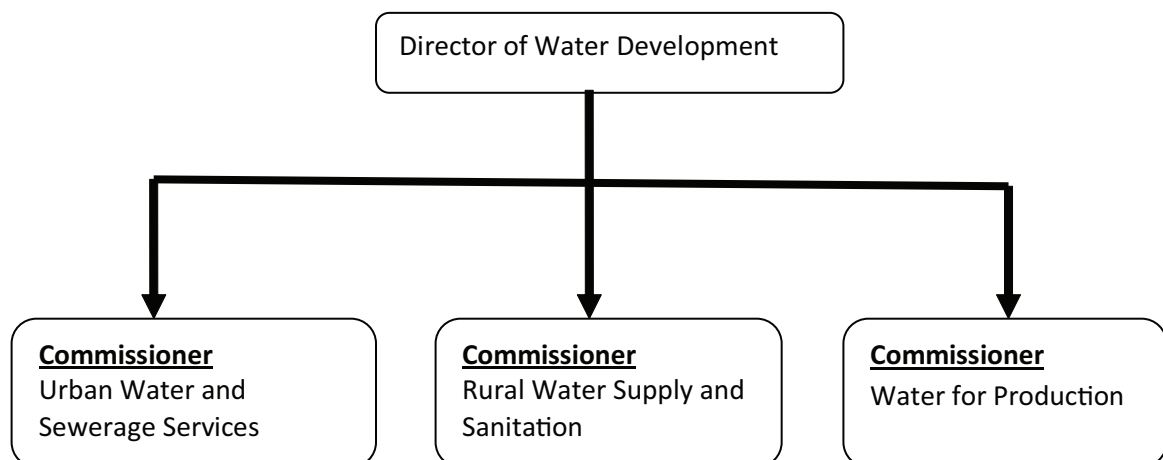 Director of Water Development
Commissioner
Urban Water and
Sewerage Services
Commissioner
Rural Water Supply and
Sanitation
Commissioner
Water for Production